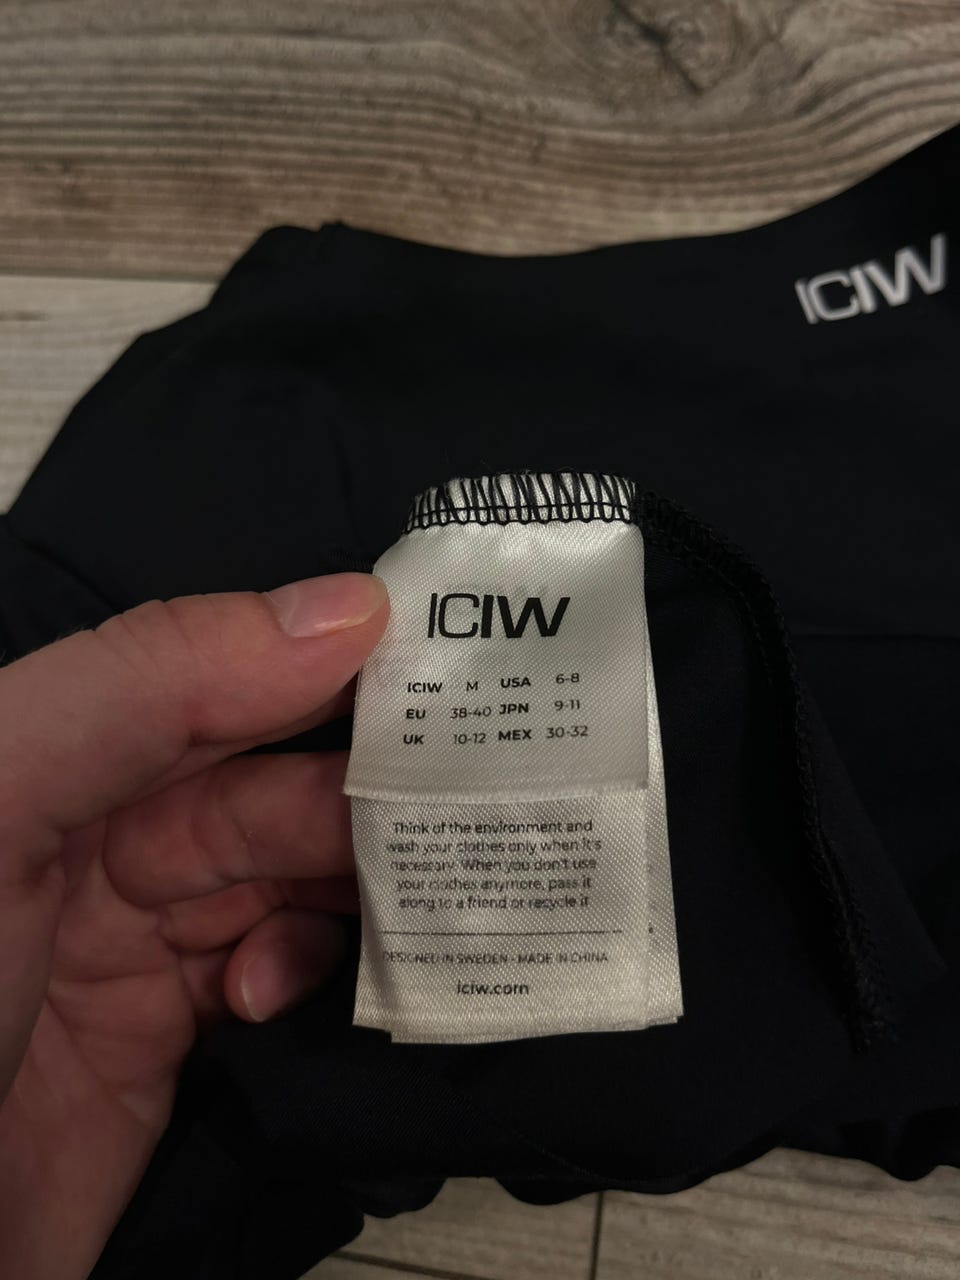 ICIW
ICIW
ICIW M USA 6-8
EU 38-40 JPN 9-11
UK 10-12 MEX 30-32
Think of the environment and
wash your clothes only when it's
necessary. When you don't use
your clothes anymore, pass it
along to a friend or recycle it
DESIGNED IN SWEDEN - MADE IN CHINA
iciw.com